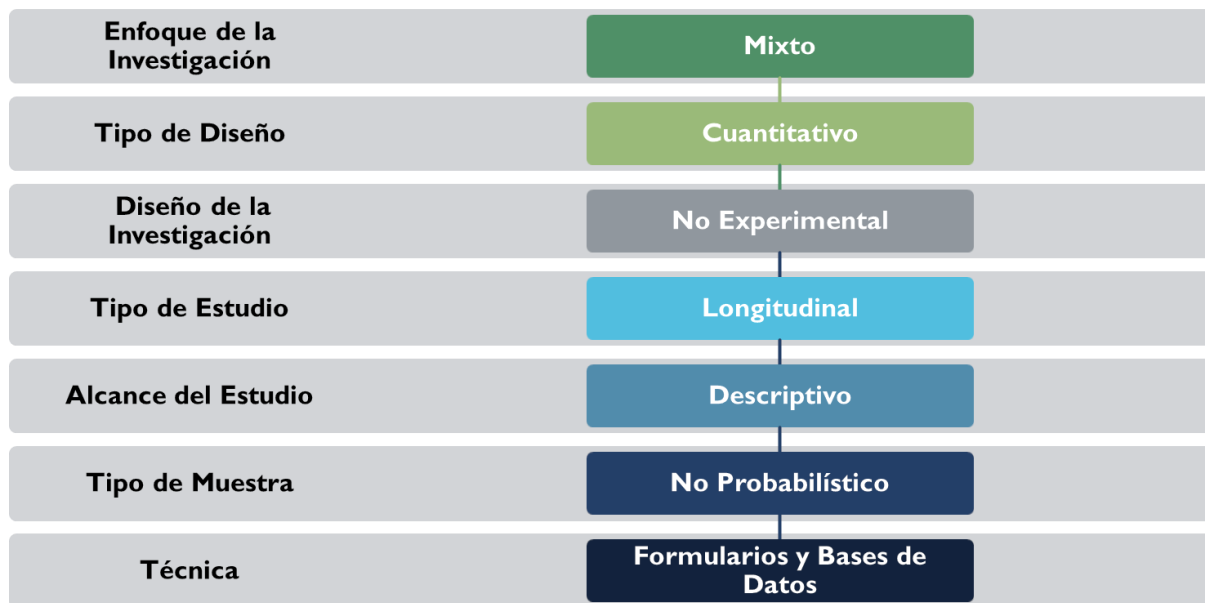 Enfoque de la
Investigación
Mixto
Tipo de Diseño
Cuantitativo
Diseño de la
Investigación
No Experimental
Tipo de Estudio
Longitudinal
Alcance del Estudio
Descriptivo
Tipo de Muestra
No Probabilístico
Técnica
Formularios y Bases de
Datos